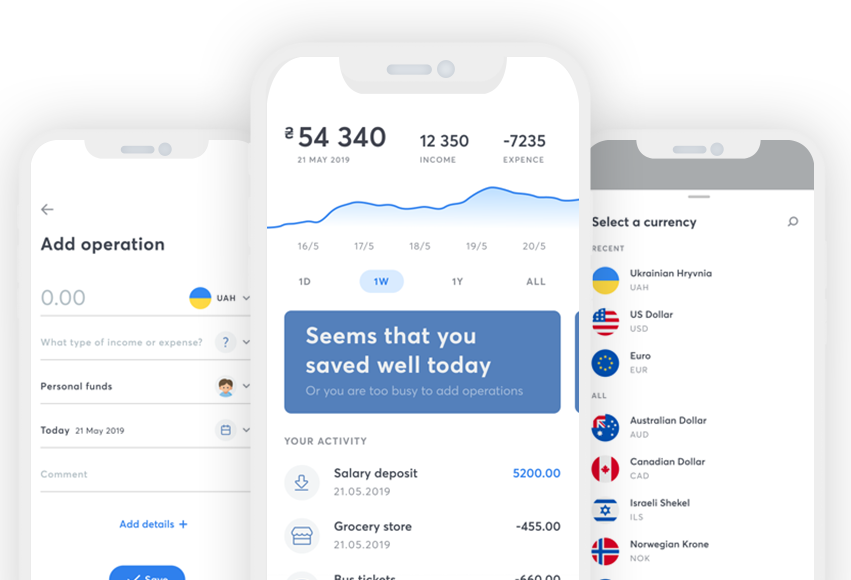 Add operation
0.00
UAH
What type of income or expense?
?
Personal funds
Today 21 May 2019
Comment
Add details +
Save
₴ 54 340
21 MAY 2019
12 350
INCOME
-7235
EXPENCE
16/5 17/5 18/5 19/5 20/5
1D 1W 1Y ALL
Seems that you
saved well today
Or you are too busy to add operations
YOUR ACTIVITY
Salary deposit 5200.00
21.05.2019
Grocery store -455.00
21.05.2019
Bus tickets -660.00
Select a currency
RECENT
Ukrainian Hryvnia
UAH
US Dollar
USD
Euro
EUR
ALL
Australian Dollar
AUD
Canadian Dollar
CAD
Israeli Shekel
ILS
Norwegian Krone
NOK